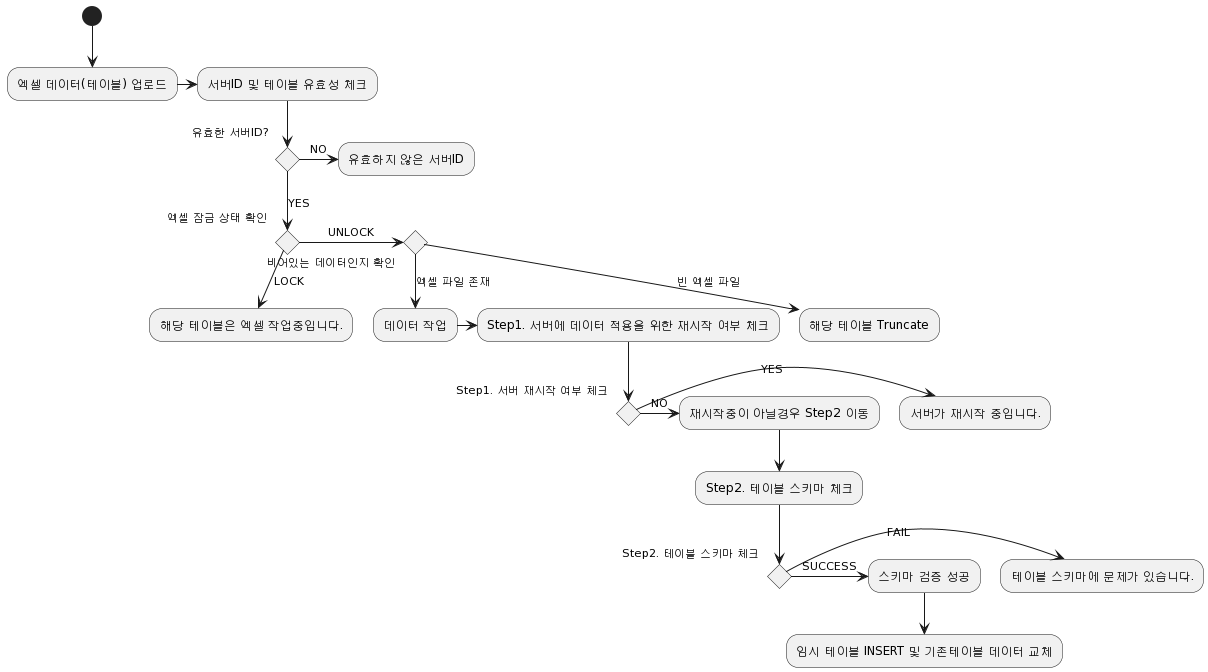 엑셀 데이터(테이블) 업로드
서버ID 및 테이블 유효성 체크
유효한 서버ID?
NO
유효하지 않은 서버ID
YES
엑셀 잠금 상태 확인
UNLOCK
비어있는 데이터인지 확인
LOCK
엑셀 파일 존재
빈 엑셀 파일
해당 테이블은 엑셀 작업중입니다.
데이터 작업
Step1. 서버에 데이터 적용을 위한 재시작 여부 체크
해당 테이블 Truncate
Step1. 서버 재시작 여부 체크
YES
NO
재시작중이 아닐경우 Step2 이동
서버가 재시작 중입니다.
Step2. 테이블 스키마 체크
Step2. 테이블 스키마 체크
FAIL
SUCCESS
스키마 검증 성공
테이블 스키마에 문제가 있습니다.
임시 테이블 INSERT 및 기존테이블 데이터 교체